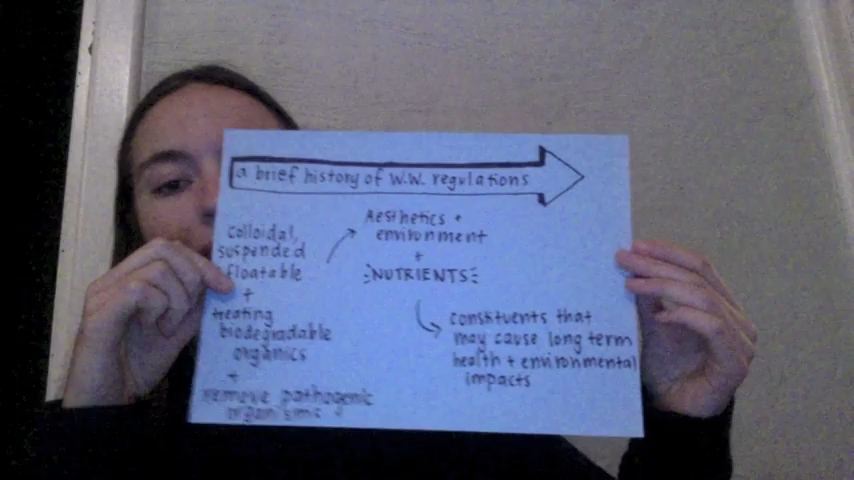 a brief history of W.W. regulations
colloidal,
suspended
floatable
+
treating
biodegradable
organics
+
remove pathogenic
organisms
Aesthetics +
environment
+
NUTRIENTS
constituents that
may cause long term
health + environmental
impacts